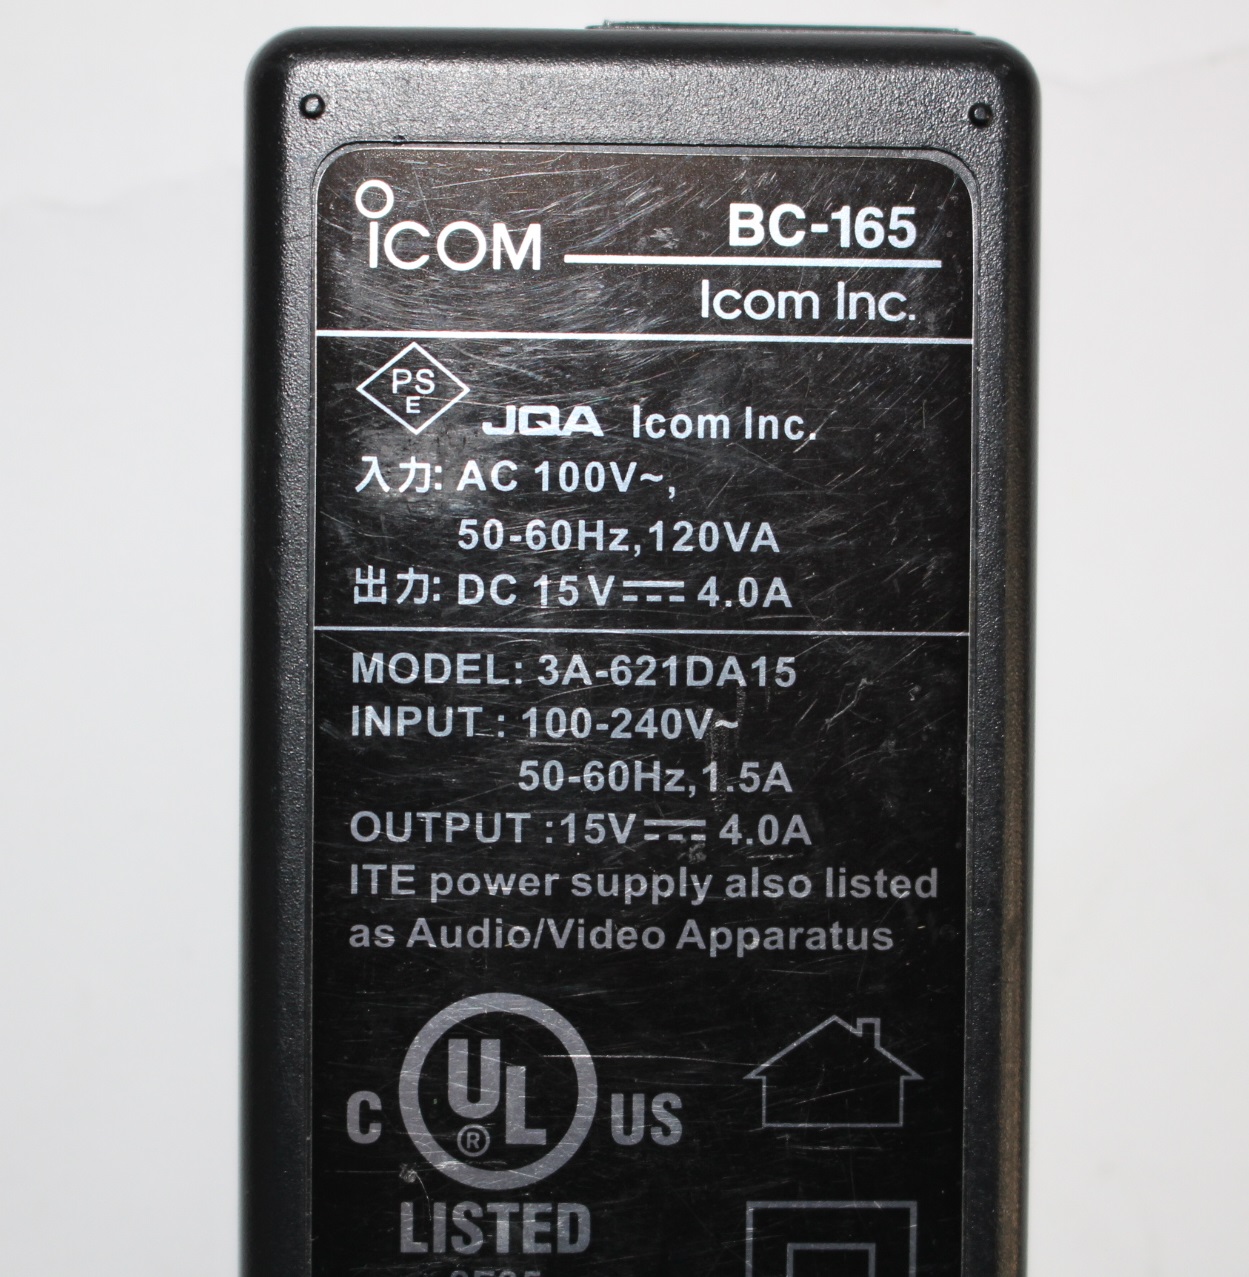 ICOM
BC-165
Icom Inc.
PS
E
JQA Icom Inc.
入力: AC 100V~,
50-60Hz,120VA
出力: DC 15V⎓4.0A
MODEL: 3A-621DA15
INPUT : 100-240V~
50-60Hz,1.5A
OUTPUT :15V⎓4.0A
ITE power supply also listed
as Audio/Video Apparatus
C UL® US
LISTED